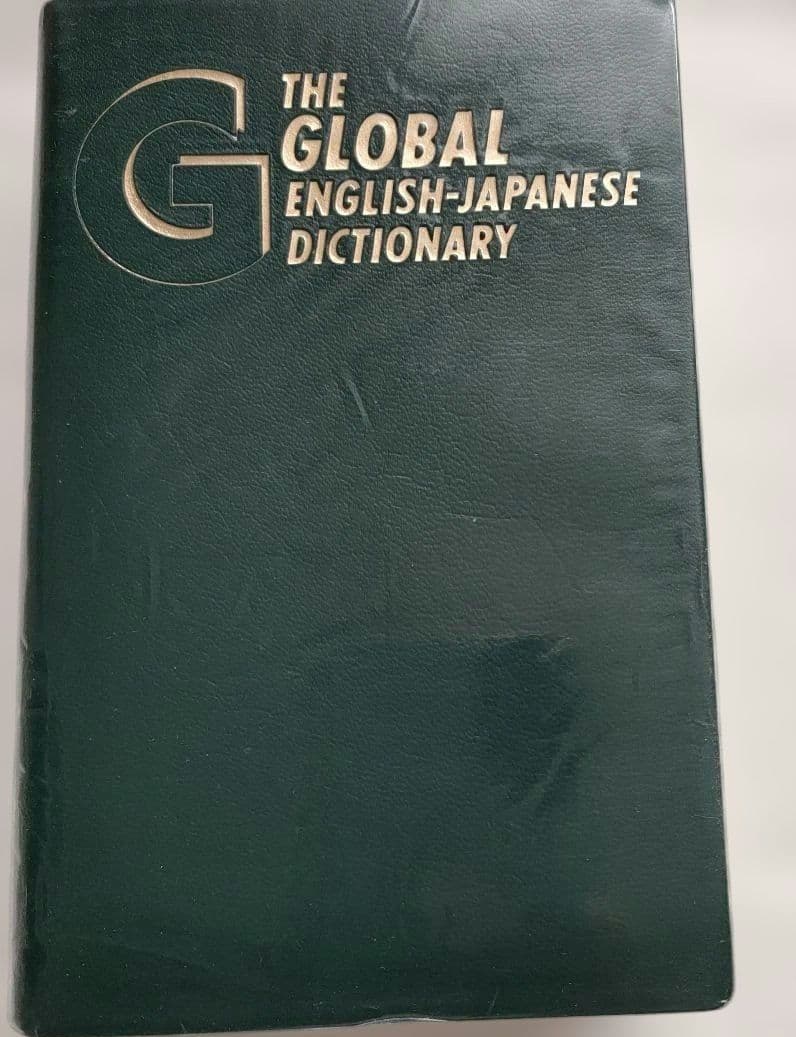 G
THE
GLOBAL
ENGLISH-JAPANESE
DICTIONARY